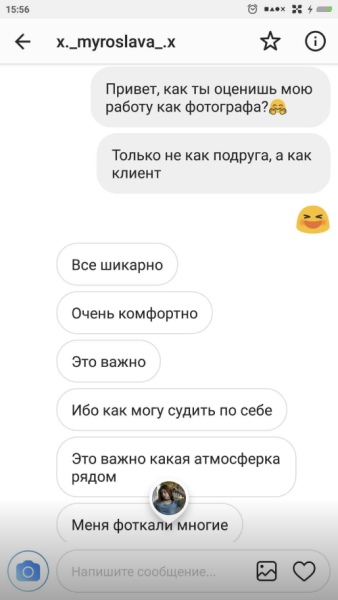 15:56
x._myroslava_.x
Привет, как ты оценишь мою
работу как фотографа?🤗
Только не как подруга, а как
клиент
😆
Все шикарно
Очень комфортно
Это важно
Ибо как могу судить по себе
Это важно какая атмосферка
рядом
Меня фоткали многие
Напишите сообщение...